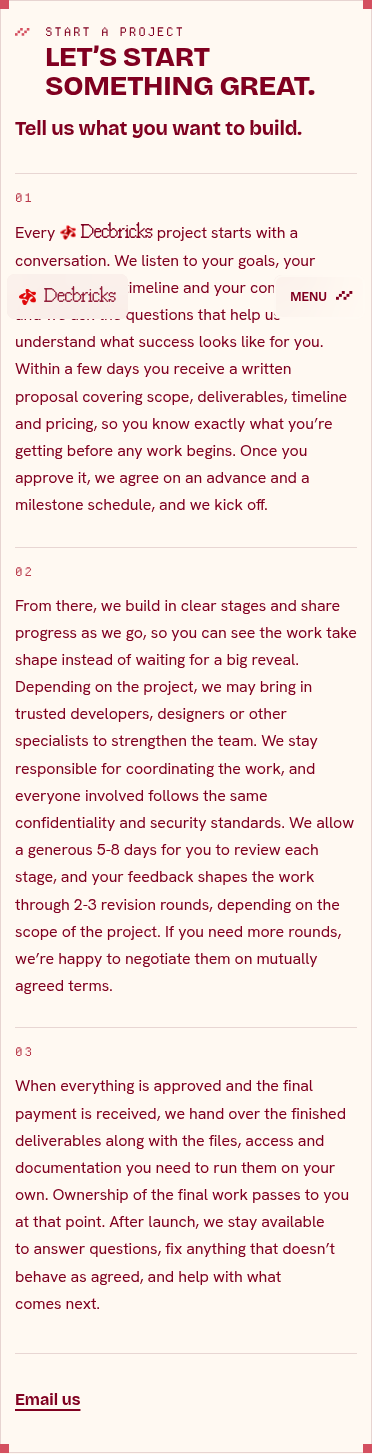 START A PROJECT
LET’S START
SOMETHING GREAT.
Tell us what you want to build.
01
Every Decbricks project starts with a
conversation. We listen to your goals, your
Decbricks
timeline and your
MENU
questions that help us
understand what success looks like for you.
Within a few days you receive a written
proposal covering scope, deliverables, timeline
and pricing, so you know exactly what you’re
getting before any work begins. Once you
approve it, we agree on an advance and a
milestone schedule, and we kick off.
02
From there, we build in clear stages and share
progress as we go, so you can see the work take
shape instead of waiting for a big reveal.
Depending on the project, we may bring in
trusted developers, designers or other
specialists to strengthen the team. We stay
responsible for coordinating the work, and
everyone involved follows the same
confidentiality and security standards. We allow
a generous 5-8 days for you to review each
stage, and your feedback shapes the work
through 2-3 revision rounds, depending on the
scope of the project. If you need more rounds,
we’re happy to negotiate them on mutually
agreed terms.
03
When everything is approved and the final
payment is received, we hand over the finished
deliverables along with the files, access and
documentation you need to run them on your
own. Ownership of the final work passes to you
at that point. After launch, we stay available
to answer questions, fix anything that doesn’t
behave as agreed, and help with what
comes next.
Email us